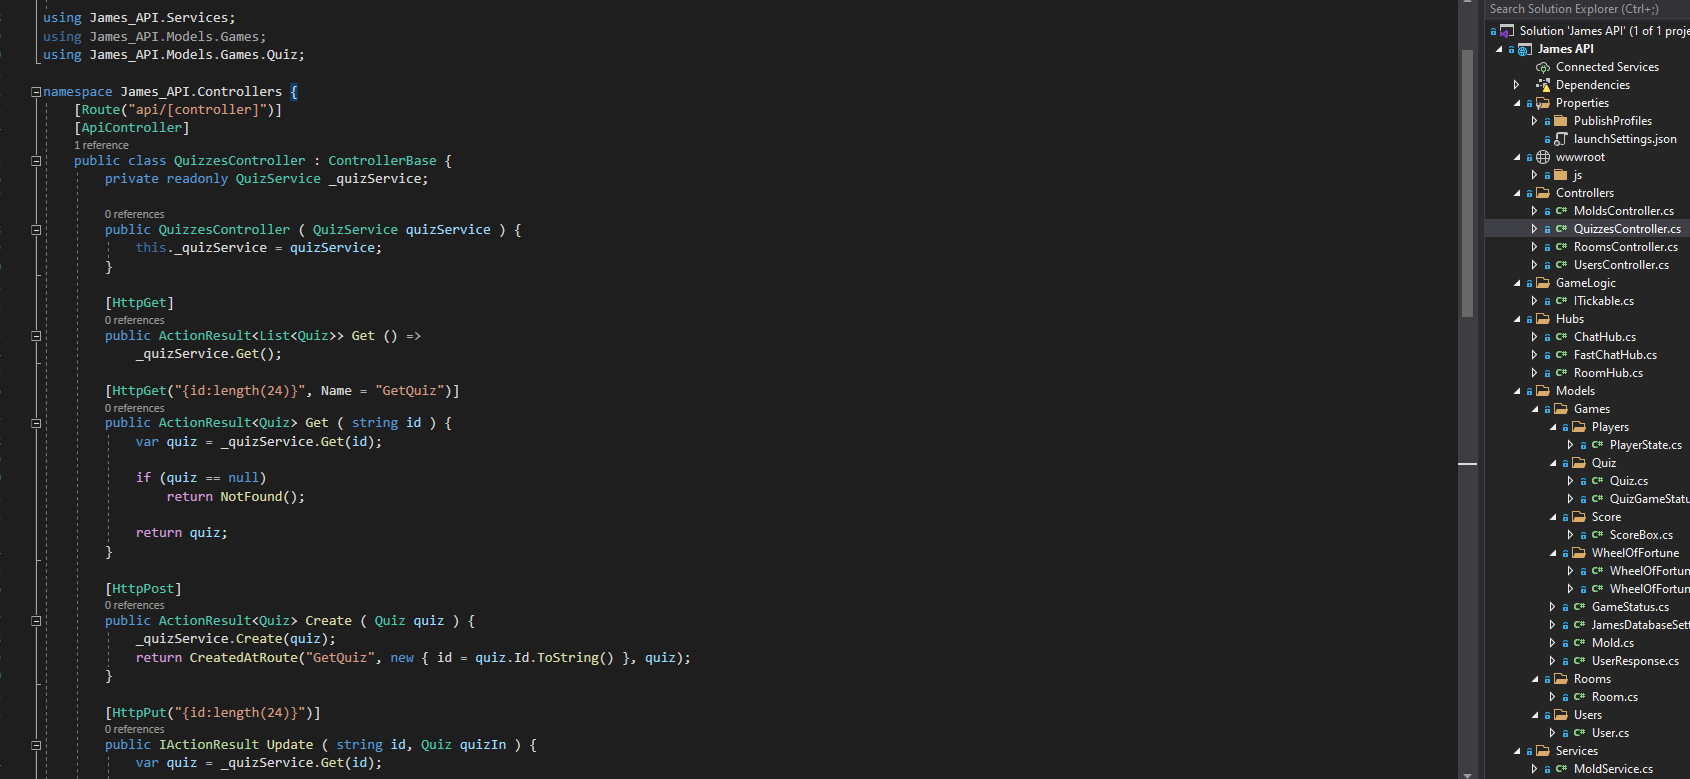 using James_API.Services;
using James_API.Models.Games;
using James_API.Models.Games.Quiz;
namespace James_API.Controllers {
[Route("api/[controller]")]
[ApiController]
1 reference
public class QuizzesController : ControllerBase {
private readonly QuizService _quizService;
0 references
public QuizzesController ( QuizService quizService ) {
this._quizService = quizService;
}
[HttpGet]
0 references
public ActionResult<List<Quiz>> Get () =>
_quizService.Get();
[HttpGet("{id:length(24)}", Name = "GetQuiz")]
0 references
public ActionResult<Quiz> Get ( string id ) {
var quiz = _quizService.Get(id);
if (quiz == null)
return NotFound();
return quiz;
}
[HttpPost]
0 references
public ActionResult<Quiz> Create ( Quiz quiz ) {
_quizService.Create(quiz);
return CreatedAtRoute("GetQuiz", new { id = quiz.Id.ToString() }, quiz);
}
[HttpPut("{id:length(24)}")]
0 references
public IActionResult Update ( string id, Quiz quizIn ) {
var quiz = _quizService.Get(id);
Search Solution Explorer (Ctrl+;)
Solution 'James API' (1 of 1 proje
James API
Connected Services
Dependencies
Properties
PublishProfiles
launchSettings.json
wwwroot
js
Controllers
C# MoldsController.cs
C# QuizzesController.cs
C# RoomsController.cs
C# UsersController.cs
GameLogic
C# ITickable.cs
Hubs
C# ChatHub.cs
C# FastChatHub.cs
C# RoomHub.cs
Models
Games
Players
C# PlayerState.cs
Quiz
C# Quiz.cs
C# QuizGameStatu
Score
C# ScoreBox.cs
WheelOfFortune
C# WheelOfFortun
C# WheelOfFortun
C# GameStatus.cs
C# JamesDatabaseSett
C# Mold.cs
C# UserResponse.cs
Rooms
C# Room.cs
Users
C# User.cs
Services
C# MoldService.cs